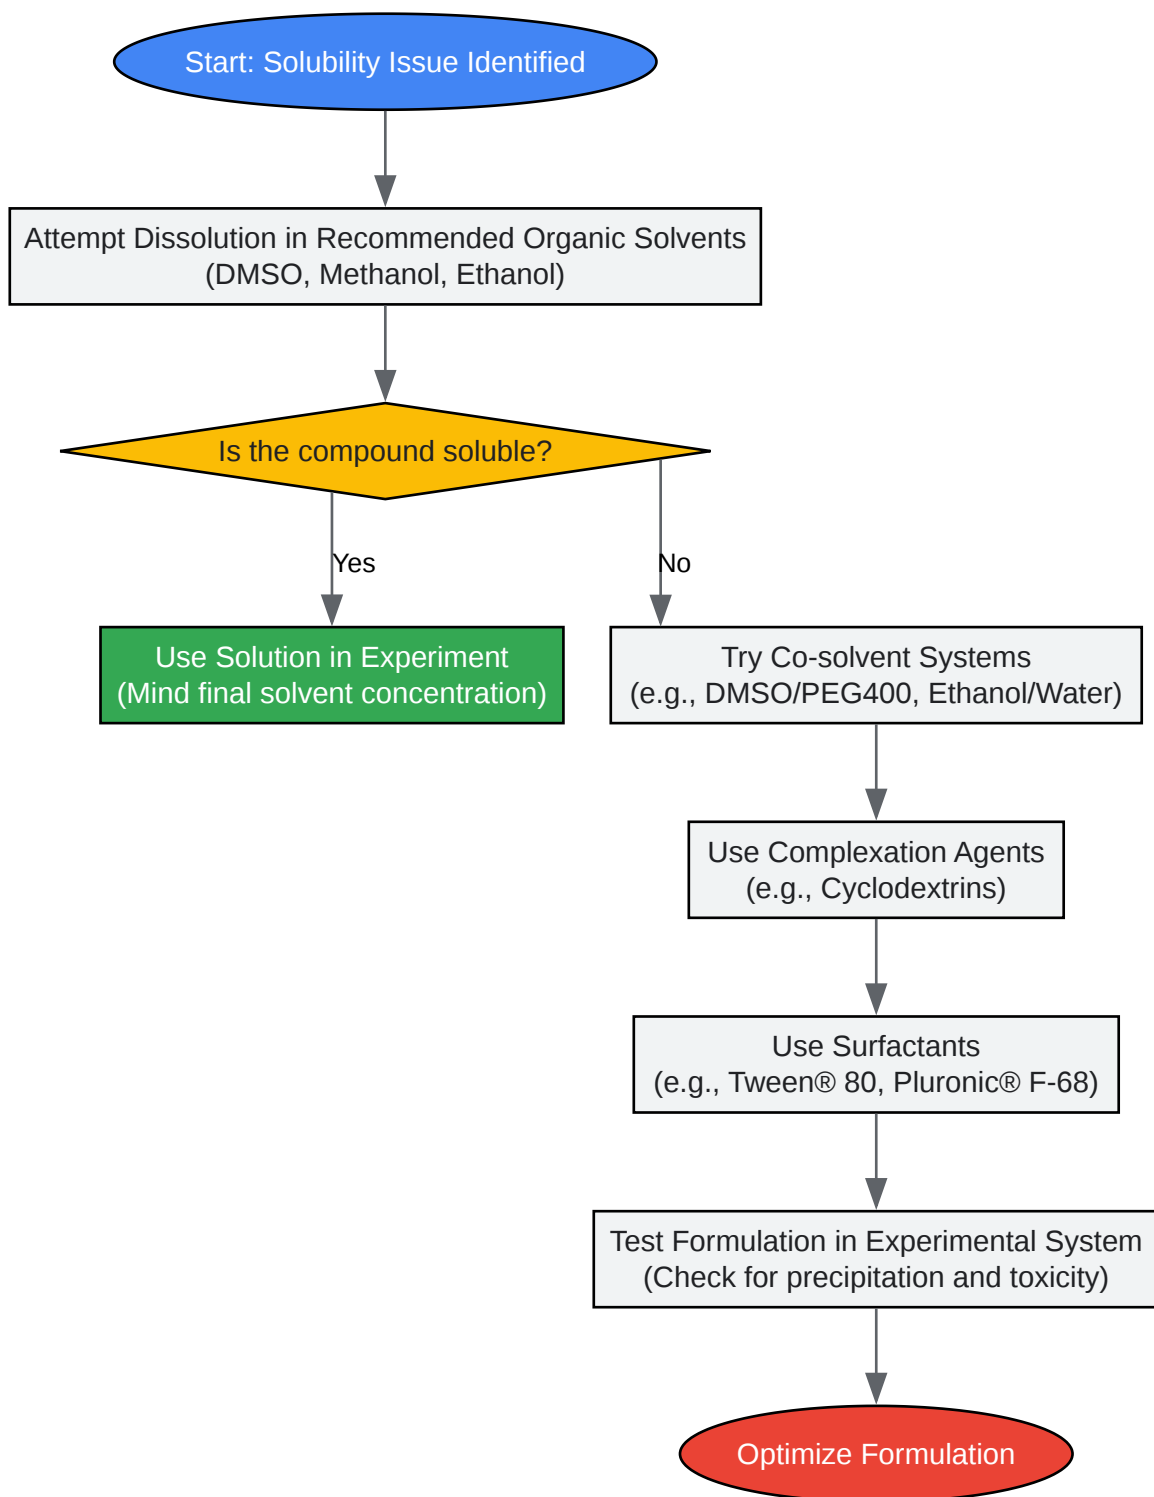 Start: Solubility Issue Identified
Attempt Dissolution in Recommended Organic Solvents
(DMSO, Methanol, Ethanol)
Is the compound soluble?
Yes
No
Use Solution in Experiment
(Mind final solvent concentration)
Try Co-solvent Systems
(e.g., DMSO/PEG400, Ethanol/Water)
Use Complexation Agents
(e.g., Cyclodextrins)
Use Surfactants
(e.g., Tween® 80, Pluronic® F-68)
Test Formulation in Experimental System
(Check for precipitation and toxicity)
Optimize Formulation